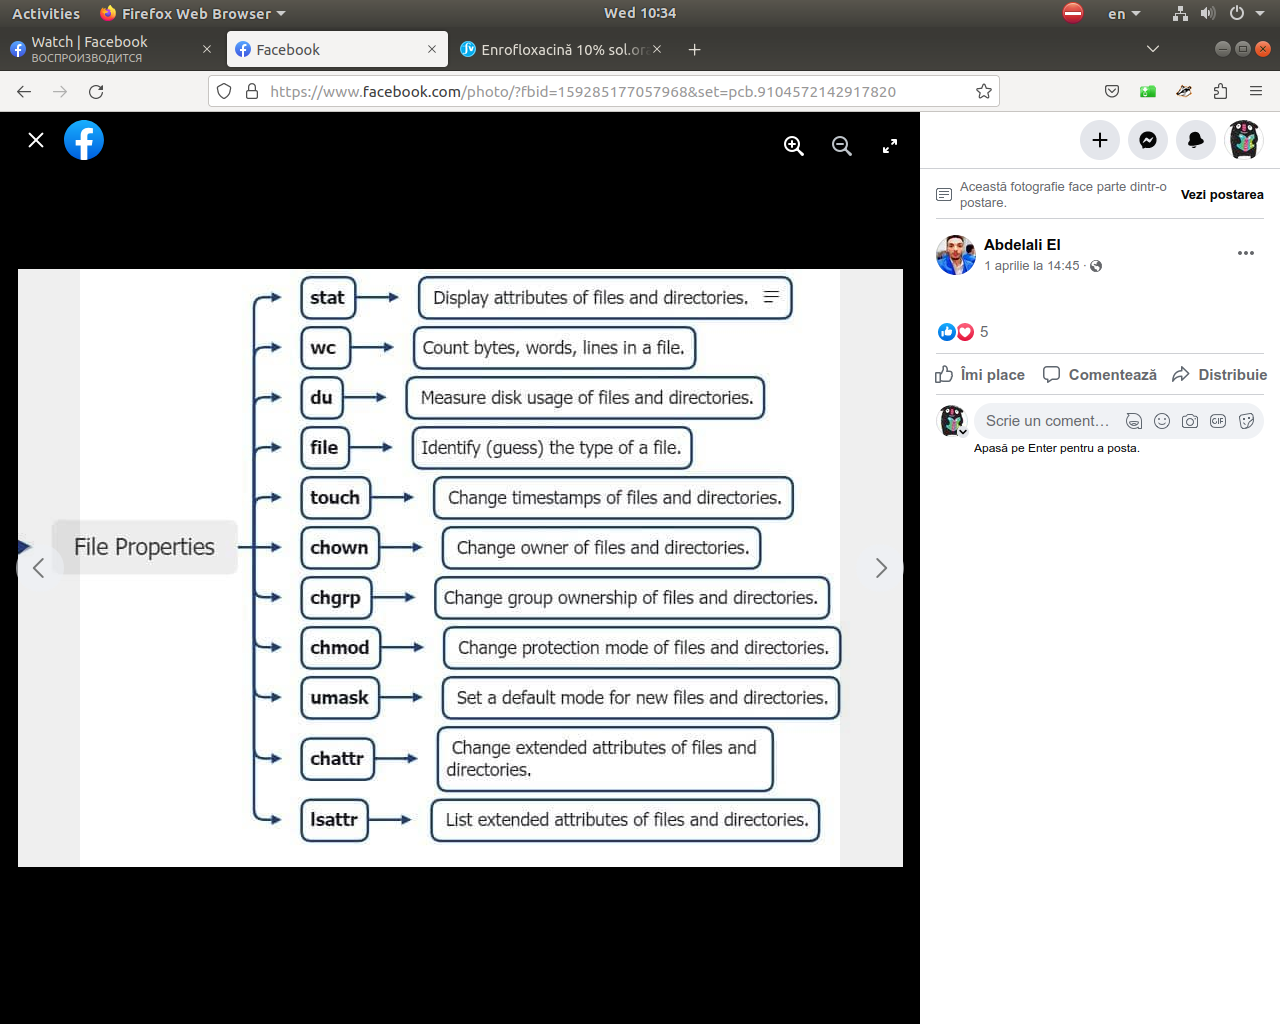 Activities
Firefox Web Browser
Wed 10:34
en
Watch | Facebook
ВОСПРОИЗВОДИТСЯ
Facebook
Enrofloxacină 10% sol.or
https://www.facebook.com/photo/?fbid=159285177057968&set=pcb.9104572142917820
Această fotografie face parte dintr-o
postare.
Vezi postarea
Abdelali El
1 aprilie la 14:45 ·
5
Îmi place
Comentează
Distribuie
Scrie un coment…
GIF
Apasă pe Enter pentru a posta.
File Properties
stat
Display attributes of files and directories.
wc
Count bytes, words, lines in a file.
du
Measure disk usage of files and directories.
file
Identify (guess) the type of a file.
touch
Change timestamps of files and directories.
chown
Change owner of files and directories.
chgrp
Change group ownership of files and directories.
chmod
Change protection mode of files and directories.
umask
Set a default mode for new files and directories.
chattr
Change extended attributes of files and
directories.
lsattr
List extended attributes of files and directories.